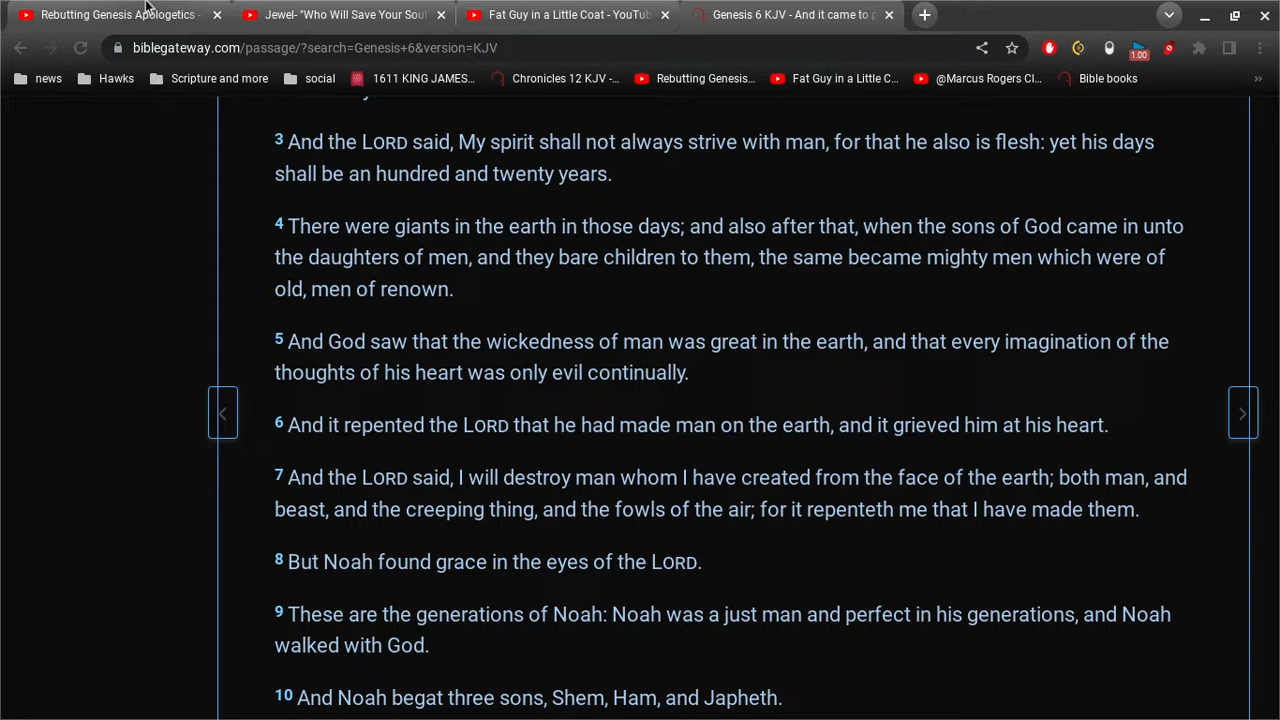 Rebutting Genesis Apologetics -
Jewel- "Who Will Save Your Soul
Fat Guy in a Little Coat - YouTub
Genesis 6 KJV - And it came to p
biblegateway.com/passage/?search=Genesis+6&version=KJV
1.00
news
Hawks
Scripture and more
social
1611 KING JAMES...
Chronicles 12 KJV -...
Rebutting Genesis...
Fat Guy in a Little C...
@Marcus Rogers Cl...
Bible books
»
3 And the LORD said, My spirit shall not always strive with man, for that he also is flesh: yet his days
shall be an hundred and twenty years.
4 There were giants in the earth in those days; and also after that, when the sons of God came in unto
the daughters of men, and they bare children to them, the same became mighty men which were of
old, men of renown.
5 And God saw that the wickedness of man was great in the earth, and that every imagination of the
thoughts of his heart was only evil continually.
6 And it repented the LORD that he had made man on the earth, and it grieved him at his heart.
7 And the LORD said, I will destroy man whom I have created from the face of the earth; both man, and
beast, and the creeping thing, and the fowls of the air; for it repenteth me that I have made them.
8 But Noah found grace in the eyes of the LORD.
9 These are the generations of Noah: Noah was a just man and perfect in his generations, and Noah
walked with God.
10 And Noah begat three sons, Shem, Ham, and Japheth.